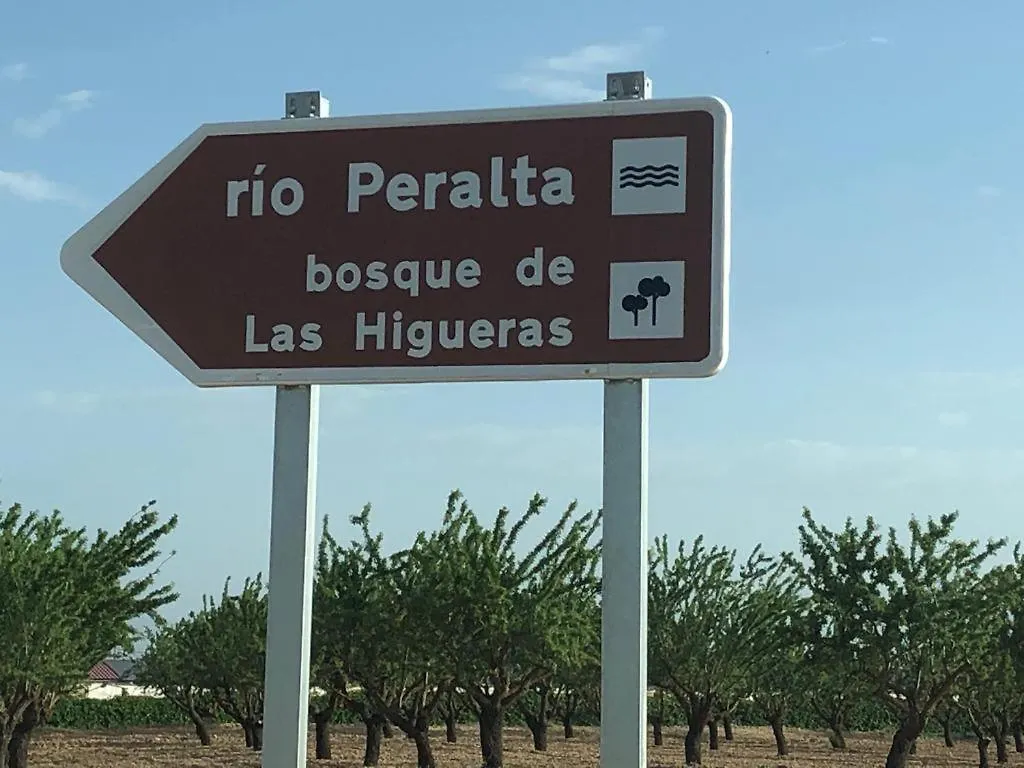 río Peralta
bosque de
Las Higueras